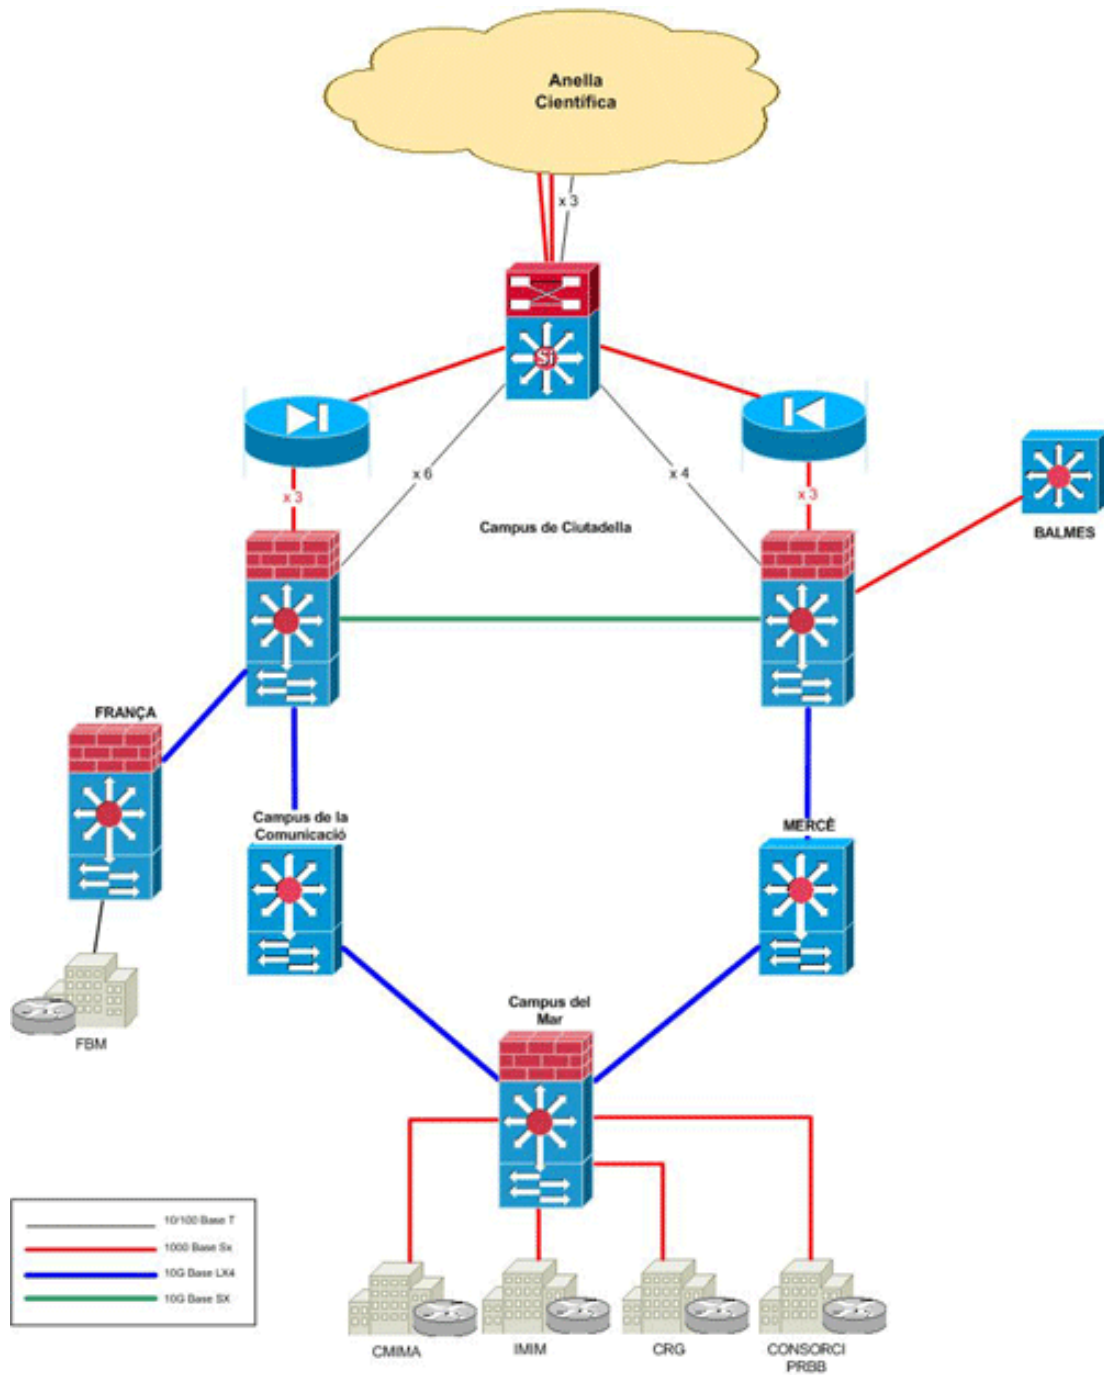 Anella
Científica
x 3
Si
x 6
x 4
x 3
x 3
Campus de Ciutadella
BALMES
FRANÇA
Campus de la
Comunicació
MERCÈ
FBM
Campus del
Mar
10/100 Base T
1000 Base Sx
10G Base LX4
10G Base SX
CMIMA
IMIM
CRG
CONSORCI
PRBB